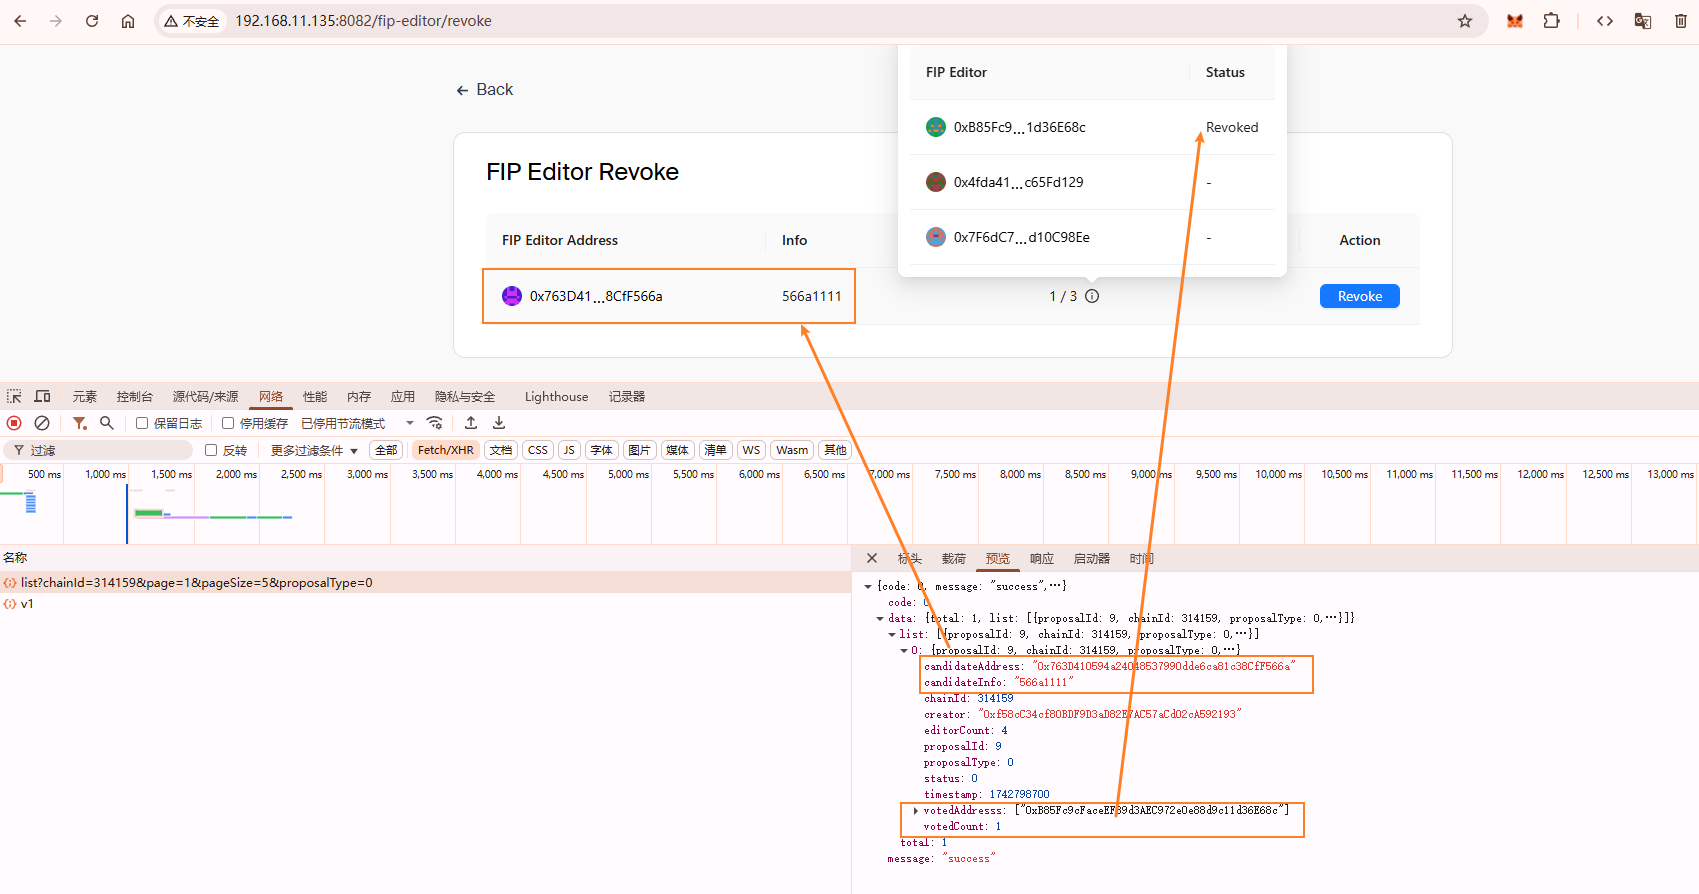 不安全 192.168.11.135:8082/fip-editor/revoke
Back
FIP Editor Revoke
FIP Editor Address Info Action
0x763D41...8CfF566a 566a1111 1 / 3 Revoke
FIP Editor Status
0xB85Fc9...1d36E68c Revoked
0x4fda41...c65Fd129 -
0x7F6dC7...d10C98Ee -
元素 控制台 源代码/来源 网络 性能 内存 应用 隐私与安全 Lighthouse 记录器
保留日志 停用缓存 已停用节流模式
过滤 反转 更多过滤条件 全部 Fetch/XHR 文档 CSS JS 字体 图片 媒体 清单 WS Wasm 其他
500 ms 1,000 ms 1,500 ms 2,000 ms 2,500 ms 3,000 ms 3,500 ms 4,000 ms 4,500 ms 5,000 ms 5,500 ms 6,000 ms 6,500 ms 7,000 ms 7,500 ms 8,000 ms 8,500 ms 9,000 ms 9,500 ms 10,000 ms 10,500 ms 11,000 ms 11,500 ms 12,000 ms 12,500 ms 13,000 ms
名称
list?chainId=314159&page=1&pageSize=5&proposalType=0
v1
标头 载荷 预览 响应 启动器 时间
{code: 0, message: "success",…}
code: 0
data: {total: 1, list: [{proposalId: 9, chainId: 314159, proposalType: 0,…}]}
list: [{proposalId: 9, chainId: 314159, proposalType: 0,…}]
0: {proposalId: 9, chainId: 314159, proposalType: 0,…}
candidateAddress: "0x763D410594a24048537990dde6ca81c38CfF566a"
candidateInfo: "566a1111"
chainId: 314159
creator: "0xf58cC34cf80BDF9D3aD82E7AC57aCd02cA592193"
editorCount: 4
proposalId: 9
proposalType: 0
status: 0
timestamp: 1742798700
votedAddresss: ["0xB85Fc9cFaceEF89d3AEC972e0e88d9c11d36E68c"]
votedCount: 1
total: 1
message: "success"